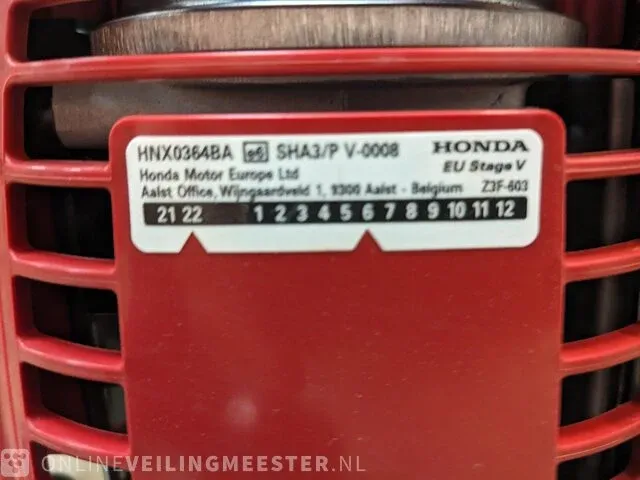 HNX0364BA e6 SHA3/P V-0008 HONDA
Honda Motor Europe Ltd EU Stage V
Aalst Office, Wijngaardveld 1, 9300 Aalst - Belgium Z3F-603
21 22 1 2 3 4 5 6 7 8 9 10 11 12
ONLINEVEILINGMEESTER.NL